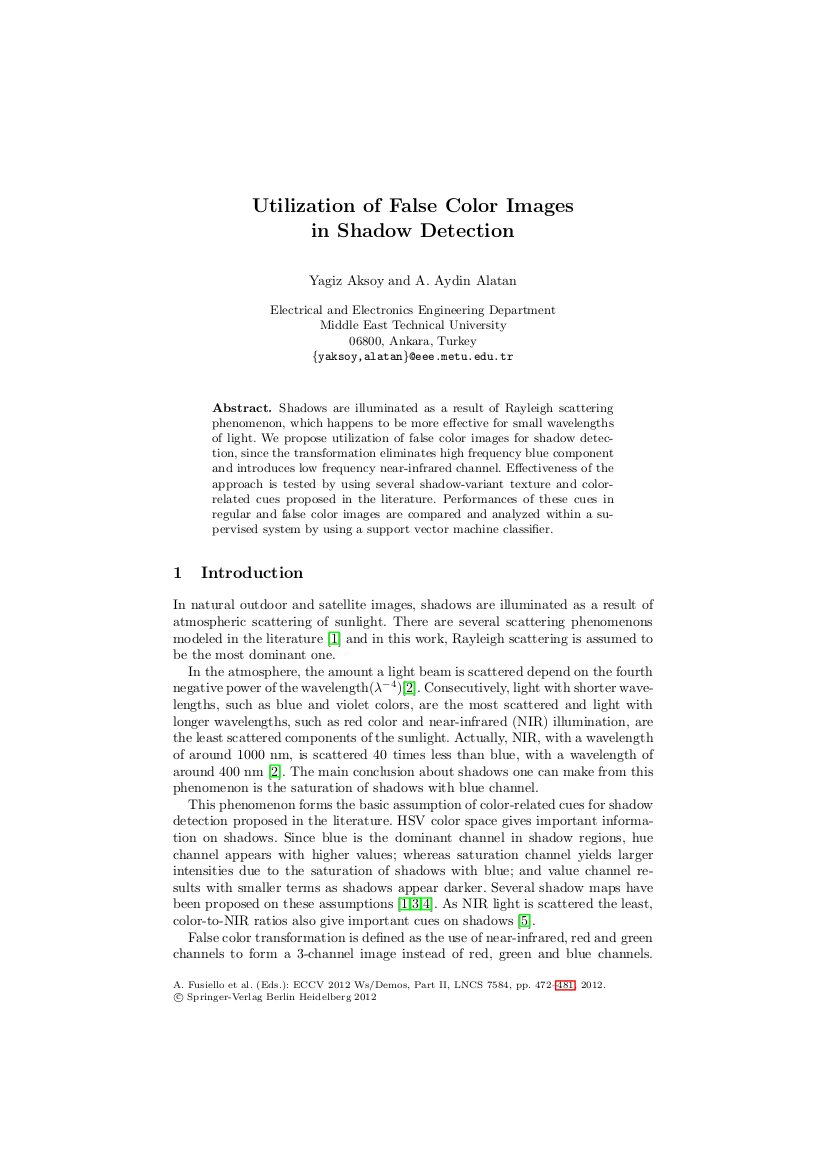 Utilization of False Color Images
in Shadow Detection
Yagiz Aksoy and A. Aydin Alatan
Electrical and Electronics Engineering Department
Middle East Technical University
06800, Ankara, Turkey
{yaksoy,alatan}@eee.metu.edu.tr
Abstract. Shadows are illuminated as a result of Rayleigh scattering
phenomenon, which happens to be more effective for small wavelengths
of light. We propose utilization of false color images for shadow detec-
tion, since the transformation eliminates high frequency blue component
and introduces low frequency near-infrared channel. Effectiveness of the
approach is tested by using several shadow-variant texture and color-
related cues proposed in the literature. Performances of these cues in
regular and false color images are compared and analyzed within a su-
pervised system by using a support vector machine classifier.
1 Introduction
In natural outdoor and satellite images, shadows are illuminated as a result of
atmospheric scattering of sunlight. There are several scattering phenomenons
modeled in the literature [1] and in this work, Rayleigh scattering is assumed to
be the most dominant one.
In the atmosphere, the amount a light beam is scattered depend on the fourth
negative power of the wavelength(λ⁻⁴)[2]. Consecutively, light with shorter wave-
lengths, such as blue and violet colors, are the most scattered and light with
longer wavelengths, such as red color and near-infrared (NIR) illumination, are
the least scattered components of the sunlight. Actually, NIR, with a wavelength
of around 1000 nm, is scattered 40 times less than blue, with a wavelength of
around 400 nm [2]. The main conclusion about shadows one can make from this
phenomenon is the saturation of shadows with blue channel.
This phenomenon forms the basic assumption of color-related cues for shadow
detection proposed in the literature. HSV color space gives important informa-
tion on shadows. Since blue is the dominant channel in shadow regions, hue
channel appears with higher values; whereas saturation channel yields larger
intensities due to the saturation of shadows with blue; and value channel re-
sults with smaller terms as shadows appear darker. Several shadow maps have
been proposed on these assumptions [1,3,4]. As NIR light is scattered the least,
color-to-NIR ratios also give important cues on shadows [5].
False color transformation is defined as the use of near-infrared, red and green
channels to form a 3-channel image instead of red, green and blue channels.
A. Fusiello et al. (Eds.): ECCV 2012 Ws/Demos, Part II, LNCS 7584, pp. 472–481, 2012.
© Springer-Verlag Berlin Heidelberg 2012